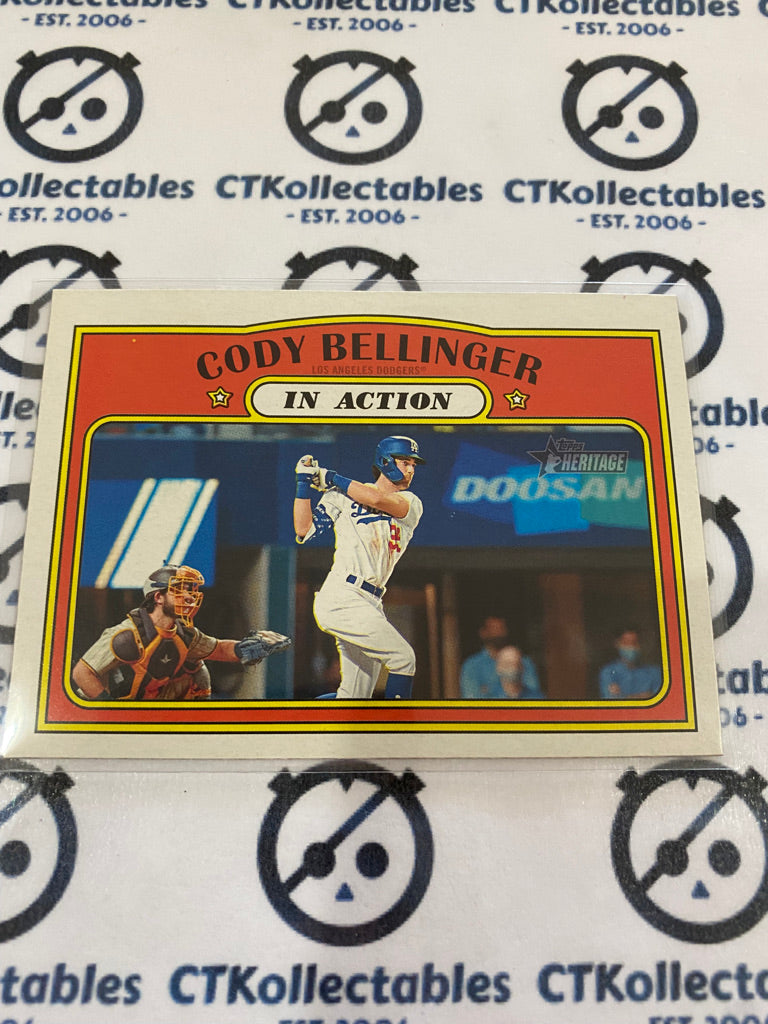 CTKollectables
- EST. 2006 -
- EST. 2006 -
- EST. 2006 -
ollectables CTKollectables CTKollectables
- EST. 2006 - - EST. 2006 - - EST. 2006 -
CODY BELLINGER
LOS ANGELES DODGERS®
IN ACTION
Topps
HERITAGE
DOOSAN
tables CTKollectables CTKollectables